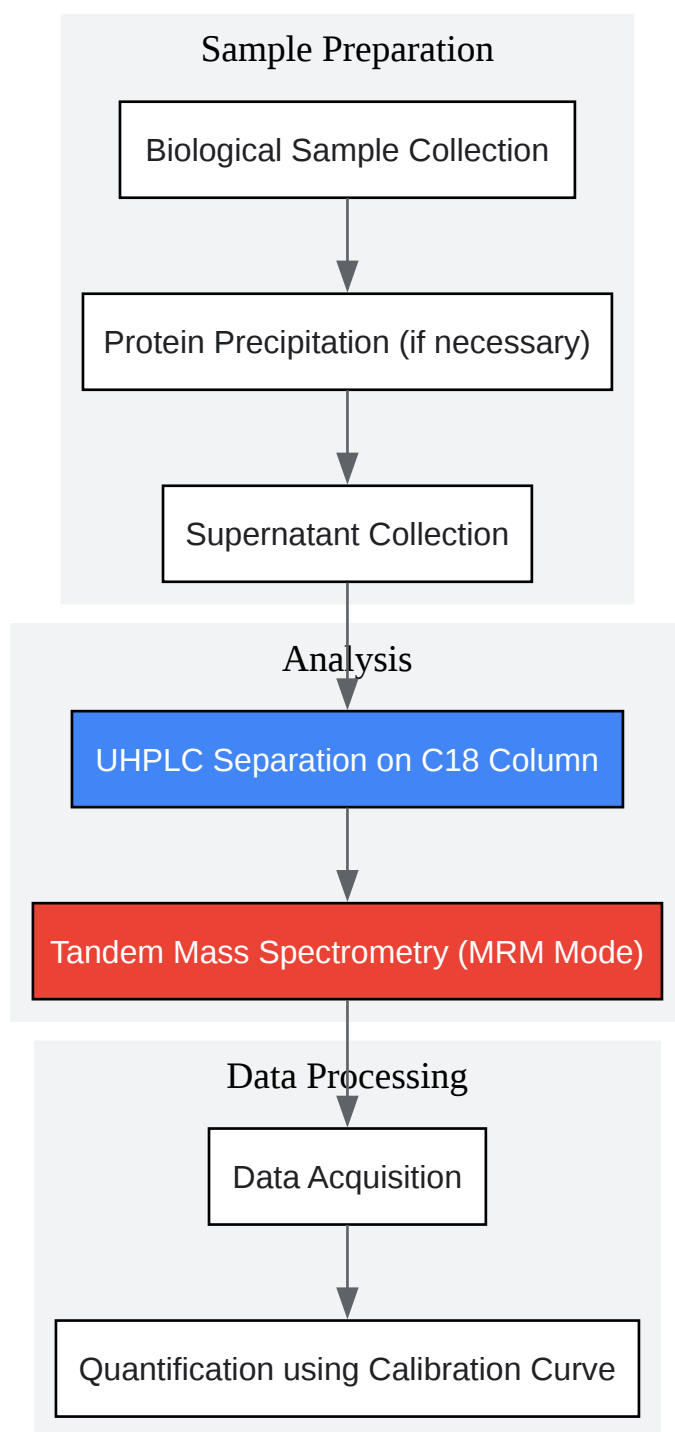 Sample Preparation
Biological Sample Collection
Protein Precipitation (if necessary)
Supernatant Collection
Analysis
UHPLC Separation on C18 Column
Tandem Mass Spectrometry (MRM Mode)
Data Processing
Data Acquisition
Quantification using Calibration Curve